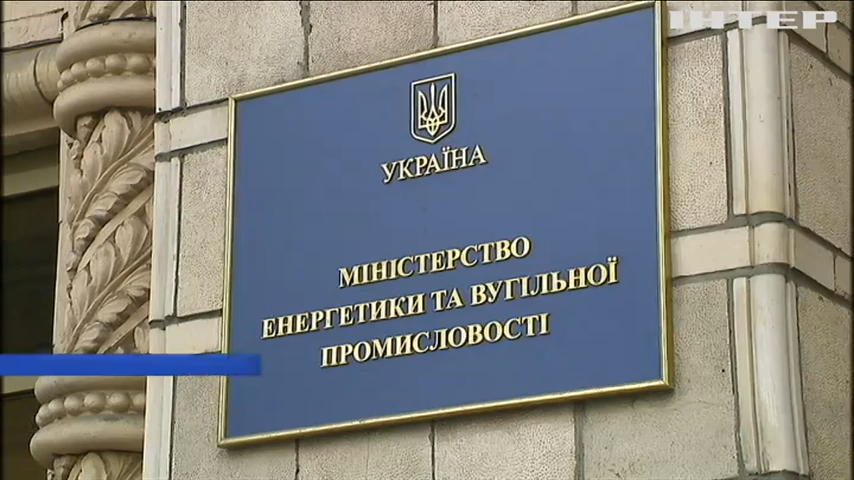 ІНТЕР
УКРАЇНА
МІНІСТЕРСТВО
ЕНЕРГЕТИКИ ТА ВУГІЛЬНОЇ
ПРОМИСЛОВОСТІ